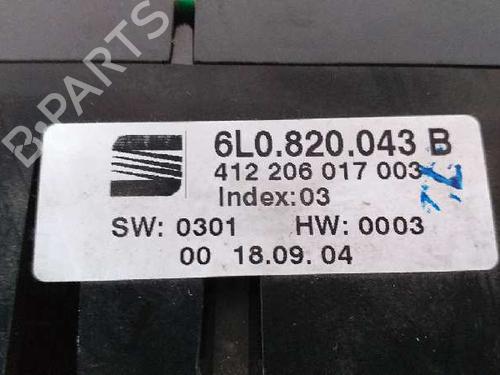 6L0.820.043 B
412 206 017 003
Index:03
SW: 0301 HW: 0003
00 18.09.04
B-PARTS